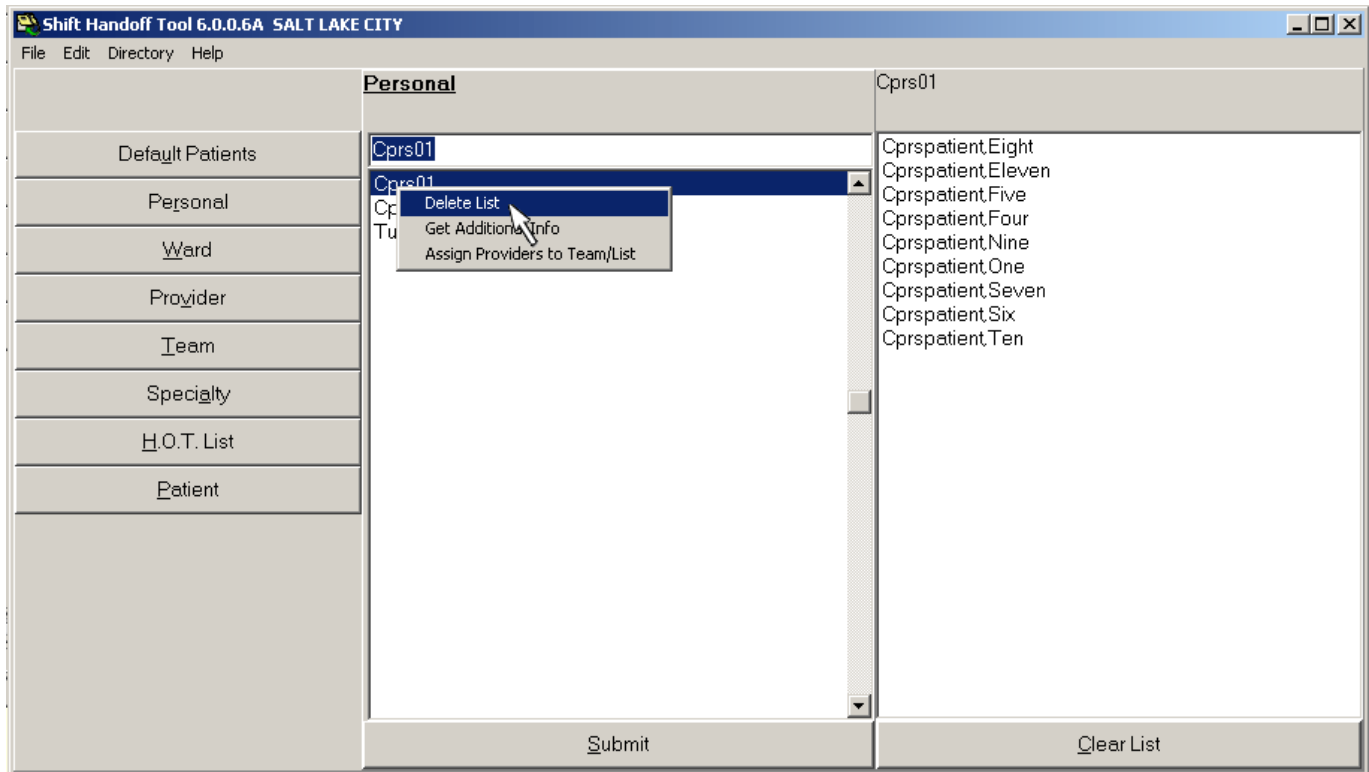 Shift Handoff Tool 6.0.0.6A SALT LAKE CITY
File Edit Directory Help
Personal
Cprs01
Default Patients
Personal
Ward
Provider
Team
Specialty
H.O.T. List
Patient
Cprs01
Cprs01
Delete List
Get Additional Info
Assign Providers to Team/List
Cprspatient,Eight
Cprspatient,Eleven
Cprspatient,Five
Cprspatient,Four
Cprspatient,Nine
Cprspatient,One
Cprspatient,Seven
Cprspatient,Six
Cprspatient,Ten
Submit
Clear List